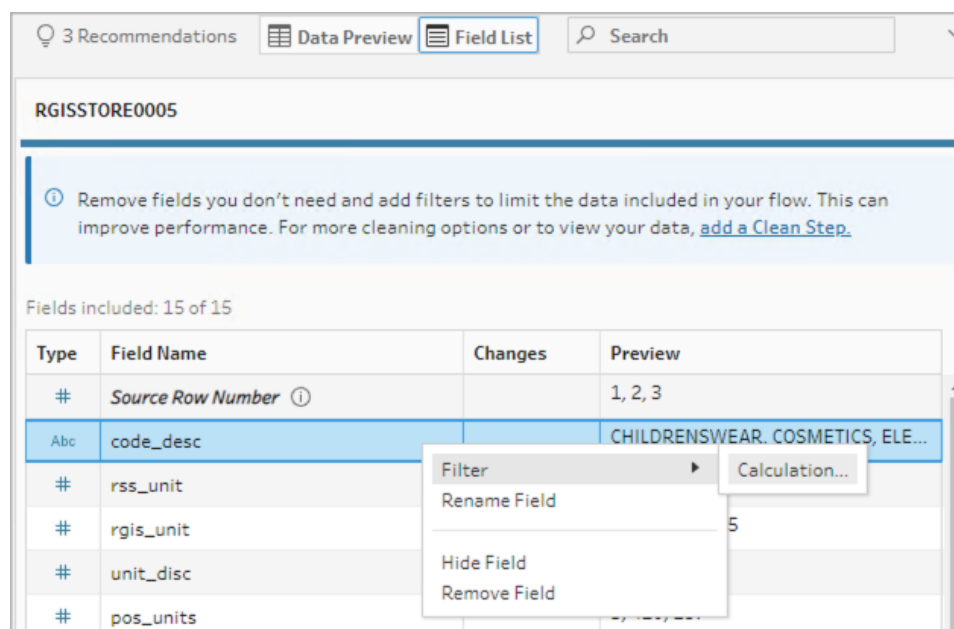 3 Recommendations Data Preview Field List Search
RGISSTORE0005
Remove fields you don't need and add filters to limit the data included in your flow. This can
improve performance. For more cleaning options or to view your data, add a Clean Step.
Fields included: 15 of 15
Type Field Name Changes Preview
# Source Row Number 1, 2, 3
Abc code_desc CHILDRENSWEAR, COSMETICS, ELE...
Filter Calculation...
# rss_unit
Rename Field
# rgis_unit 5
Hide Field
# unit_disc
Remove Field
# pos_units